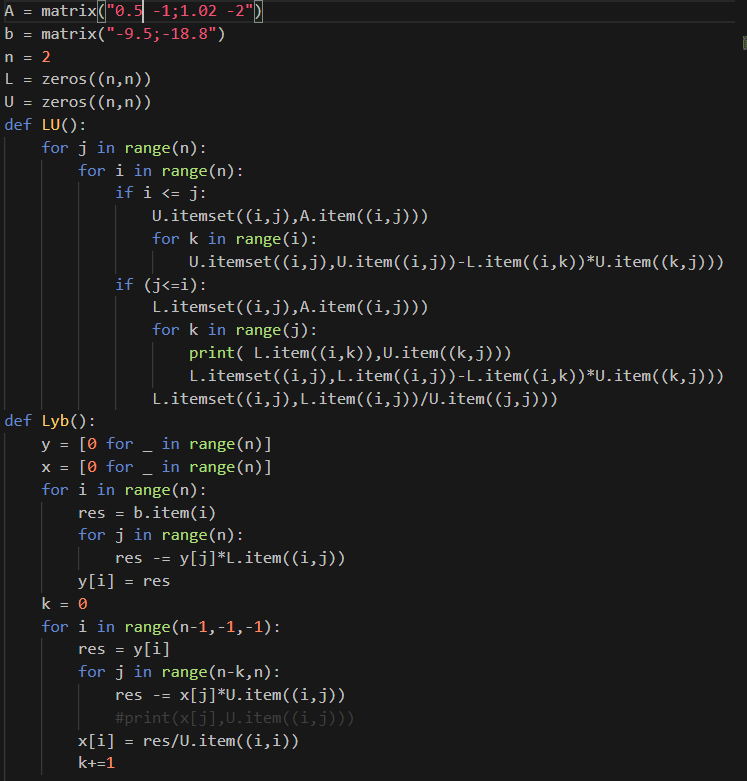 A = matrix("0.5 -1;1.02 -2")
b = matrix("-9.5;-18.8")
n = 2
L = zeros((n,n))
U = zeros((n,n))
def LU():
    for j in range(n):
        for i in range(n):
            if i <= j:
                U.itemset((i,j),A.item((i,j)))
                for k in range(i):
                    U.itemset((i,j),U.item((i,j))-L.item((i,k))*U.item((k,j)))
            if (j<=i):
                L.itemset((i,j),A.item((i,j)))
                for k in range(j):
                    print( L.item((i,k)),U.item((k,j)))
                    L.itemset((i,j),L.item((i,j))-L.item((i,k))*U.item((k,j)))
                L.itemset((i,j),L.item((i,j))/U.item((j,j)))
def Lyb():
    y = [0 for _ in range(n)]
    x = [0 for _ in range(n)]
    for i in range(n):
        res = b.item(i)
        for j in range(n):
            res -= y[j]*L.item((i,j))
        y[i] = res
    k = 0
    for i in range(n-1,-1,-1):
        res = y[i]
        for j in range(n-k,n):
            res -= x[j]*U.item((i,j))
            #print(x[j],U.item((i,j)))
        x[i] = res/U.item((i,i))
        k+=1